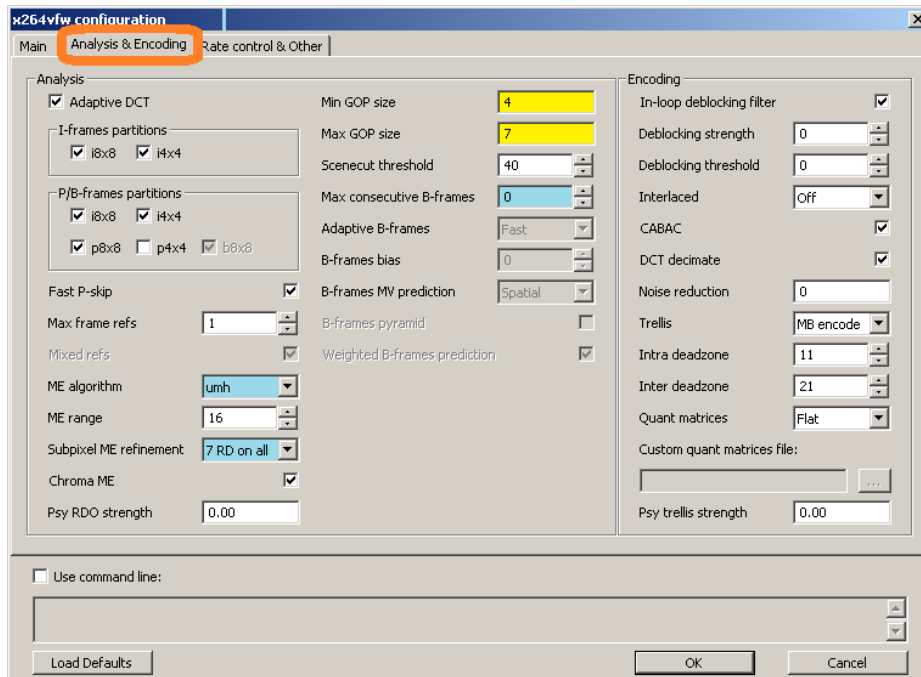 x264vfw configuration
Main
Analysis & Encoding
Rate control & Other
Analysis
Adaptive DCT
I-frames partitions
i8x8
i4x4
P/B-frames partitions
i8x8
i4x4
p8x8
p4x4
b8x8
Fast P-skip
Max frame refs
1
Mixed refs
ME algorithm
umh
ME range
16
Subpixel ME refinement
7 RD on all
Chroma ME
Psy RDO strength
0.00
Min GOP size
4
Max GOP size
7
Scenecut threshold
40
Max consecutive B-frames
0
Adaptive B-frames
Fast
B-frames bias
0
B-frames MV prediction
Spatial
B-frames pyramid
Weighted B-frames prediction
Encoding
In-loop deblocking filter
Deblocking strength
0
Deblocking threshold
0
Interlaced
Off
CABAC
DCT decimate
Noise reduction
0
Trellis
MB encode
Intra deadzone
11
Inter deadzone
21
Quant matrices
Flat
Custom quant matrices file:
...
Psy trellis strength
0.00
Use command line:
Load Defaults
OK
Cancel